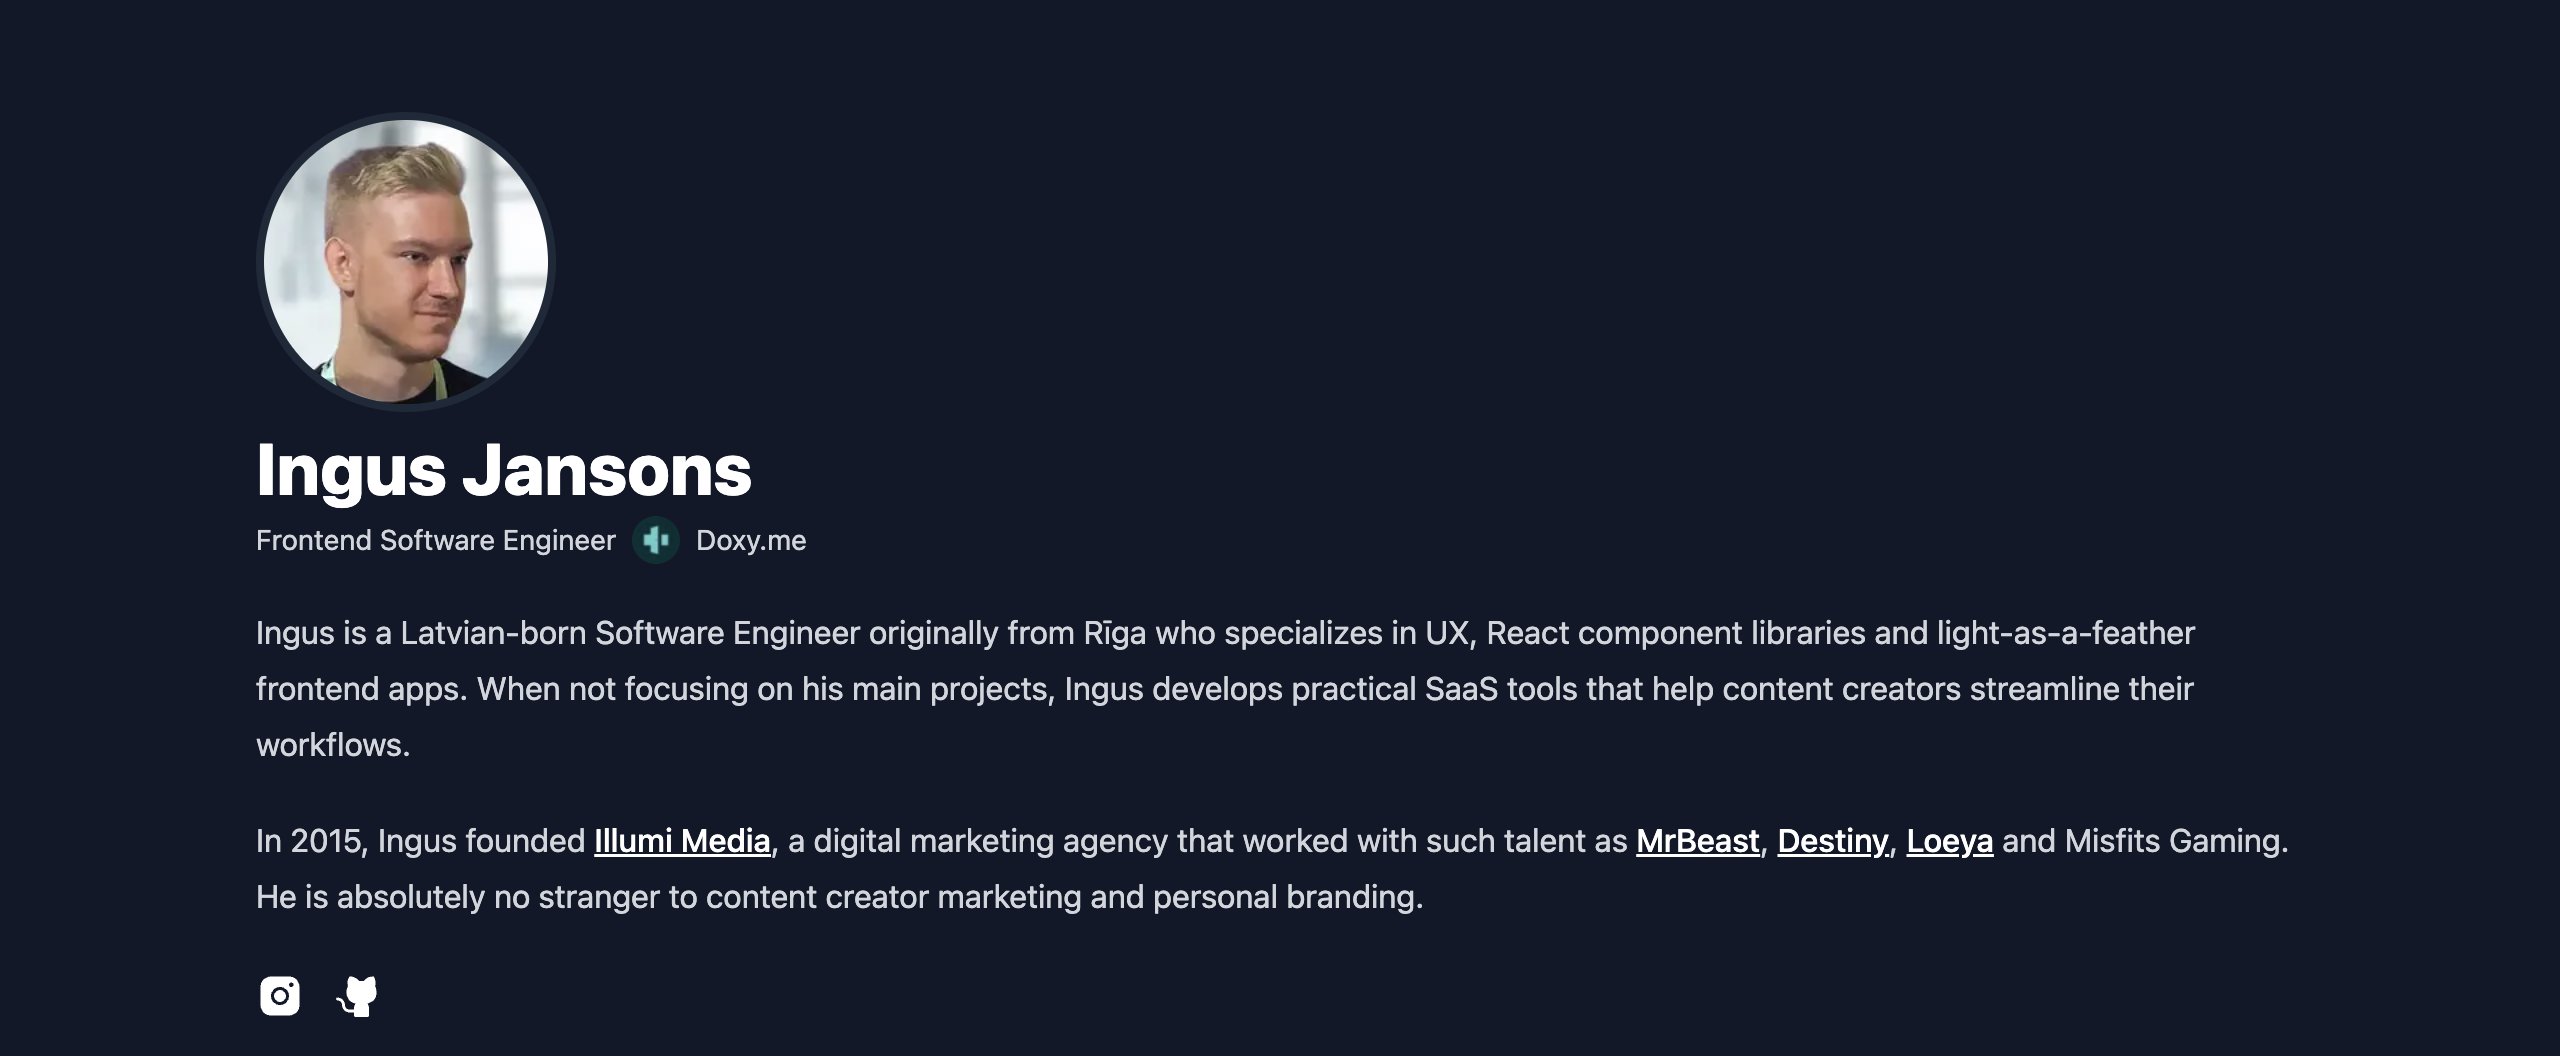 Ingus Jansons
Frontend Software Engineer Doxy.me
Ingus is a Latvian-born Software Engineer originally from Rīga who specializes in UX, React component libraries and light-as-a-feather
frontend apps. When not focusing on his main projects, Ingus develops practical SaaS tools that help content creators streamline their
workflows.
In 2015, Ingus founded Illumi Media, a digital marketing agency that worked with such talent as MrBeast, Destiny, Loeya and Misfits Gaming.
He is absolutely no stranger to content creator marketing and personal branding.